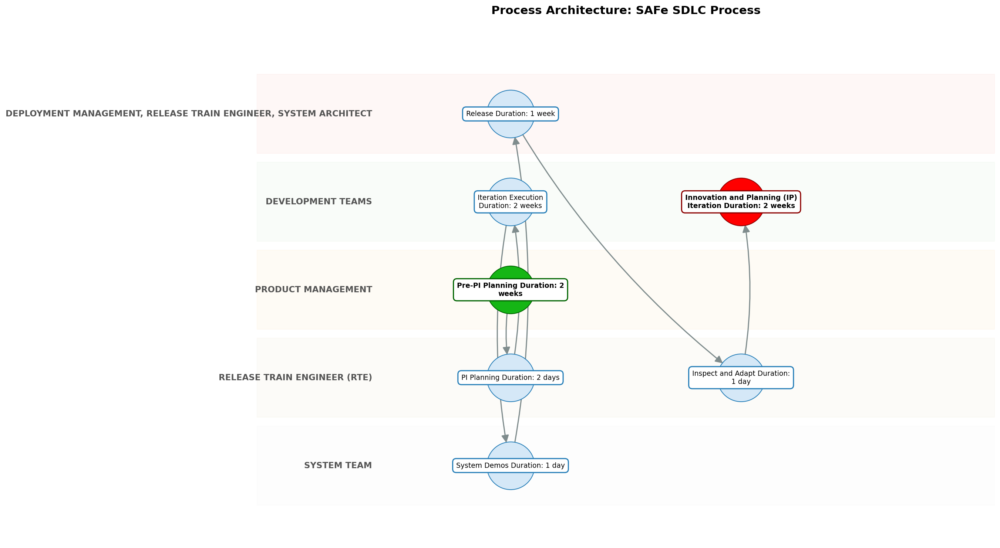 Process Architecture: SAFe SDLC Process
DEPLOYMENT MANAGEMENT, RELEASE TRAIN ENGINEER, SYSTEM ARCHITECT
Release Duration: 1 week
DEVELOPMENT TEAMS
Iteration Execution
Duration: 2 weeks
Innovation and Planning (IP)
Iteration Duration: 2 weeks
PRODUCT MANAGEMENT
Pre-PI Planning Duration: 2
weeks
RELEASE TRAIN ENGINEER (RTE)
PI Planning Duration: 2 days
Inspect and Adapt Duration:
1 day
SYSTEM TEAM
System Demos Duration: 1 day